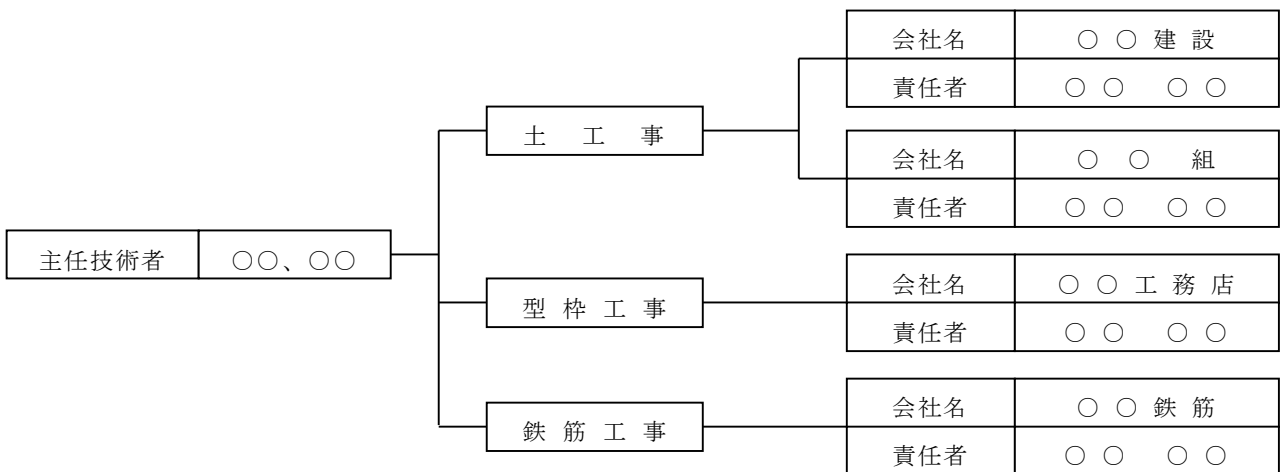 会社名 ○ ○ 建 設
責任者 ○ ○ ○ ○
土 工 事
会社名 ○ ○ 組
責任者 ○ ○ ○ ○
主任技術者 ○○、○○
会社名 ○ ○ 工 務 店
型 枠 工 事
責任者 ○ ○ ○ ○
会社名 ○ ○ 鉄 筋
鉄 筋 工 事
責任者 ○ ○ ○ ○